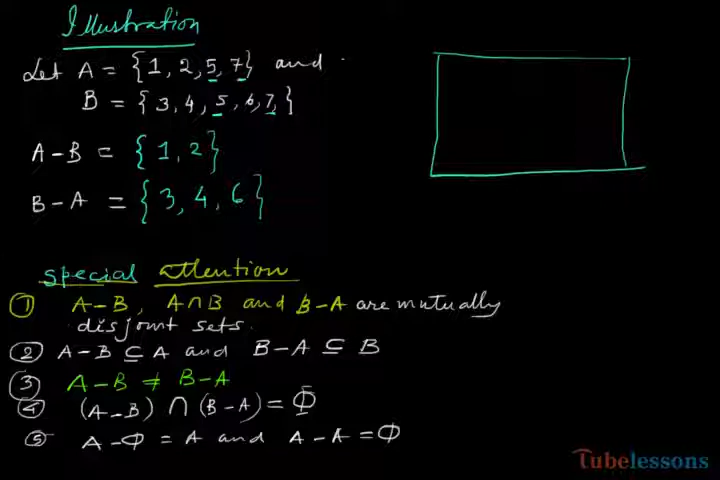 Illustration
Let A = {1, 2, 5, 7} and
B = {3, 4, 5, 6, 7, }
A-B = {1, 2}
B-A = {3, 4, 6}
special attention
① A-B, A∩B and B-A are mutually
disjoint sets.
② A-B ⊆ A and B-A ⊆ B
③ A-B ≠ B-A
④ (A-B) ∩ (B-A) = Φ
⑤ A-Φ = A and A-A = Φ
Tubelessons